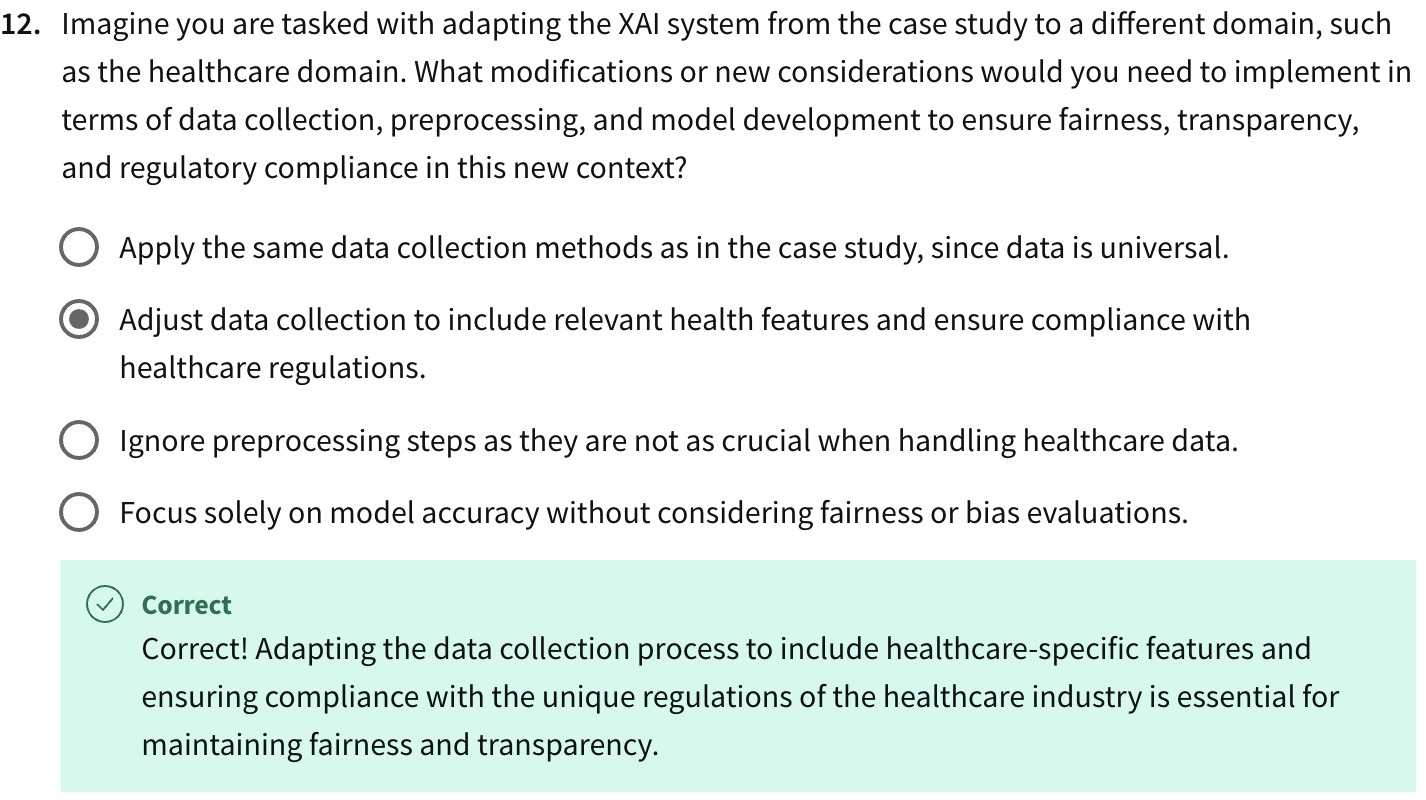 12. Imagine you are tasked with adapting the XAI system from the case study to a different domain, such
as the healthcare domain. What modifications or new considerations would you need to implement in
terms of data collection, preprocessing, and model development to ensure fairness, transparency,
and regulatory compliance in this new context?
Apply the same data collection methods as in the case study, since data is universal.
Adjust data collection to include relevant health features and ensure compliance with
healthcare regulations.
Ignore preprocessing steps as they are not as crucial when handling healthcare data.
Focus solely on model accuracy without considering fairness or bias evaluations.
Correct
Correct! Adapting the data collection process to include healthcare-specific features and
ensuring compliance with the unique regulations of the healthcare industry is essential for
maintaining fairness and transparency.